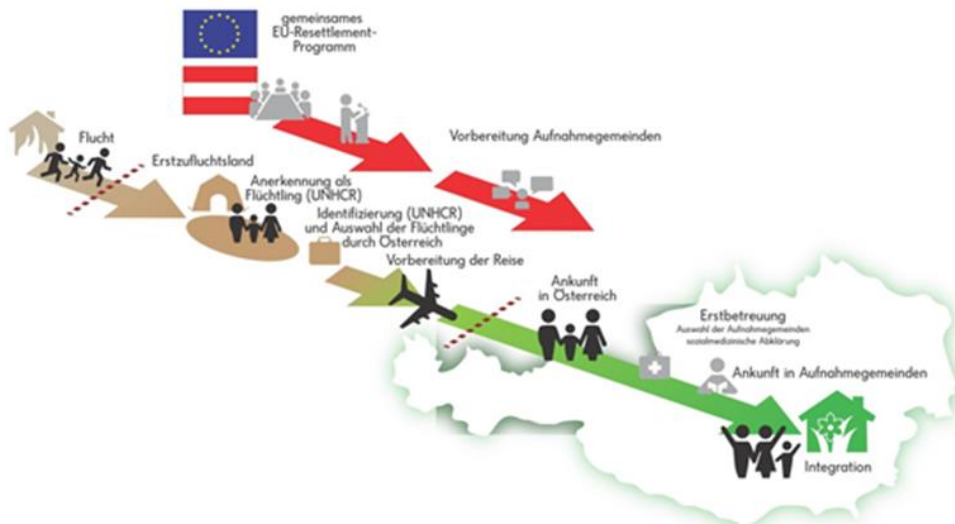 gemeinsames
EU-Resettlement-
Programm
Vorbereitung Aufnahmegemeinden
Flucht
Erstzufluchtsland
Anerkennung als
Flüchtling (UNHCR)
Identifizierung (UNHCR)
und Auswahl der Flüchtlinge
durch Österreich
Vorbereitung der Reise
Ankunft
in Österreich
Erstbetreuung
Auswahl der Aufnahmegemeinden
sozialmedizinische Abklärung
Ankunft in Aufnahmegemeinden
Integration